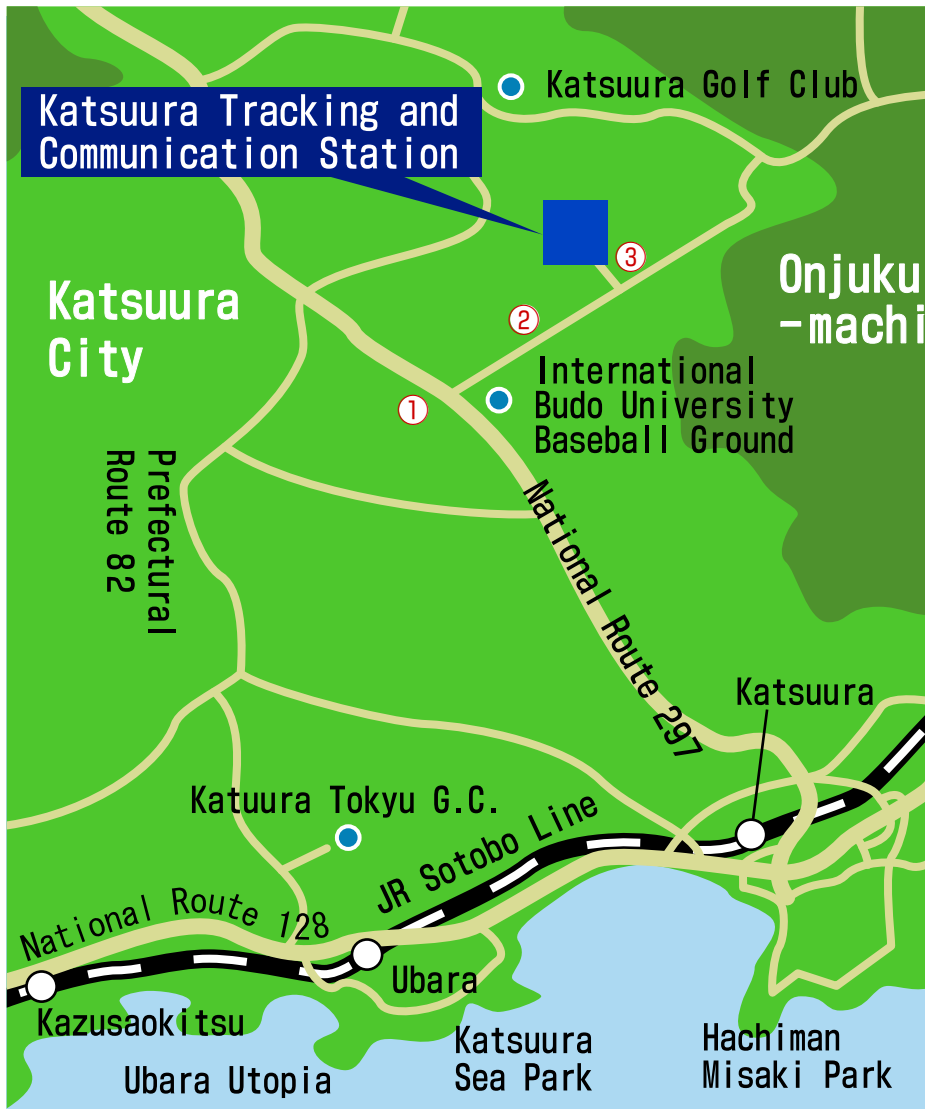 Katsuura Golf Club
Katsuura Tracking and
Communication Station
③
Onjuku
-machi
Katsuura
City
②
International
Budo University
Baseball Ground
①
Prefectural
Route 82
National Route 297
Katsuura
Katuura Tokyu G.C.
JR Sotobo Line
National Route 128
Ubara
Kazusaokitsu
Katsuura
Sea Park
Hachiman
Misaki Park
Ubara Utopia